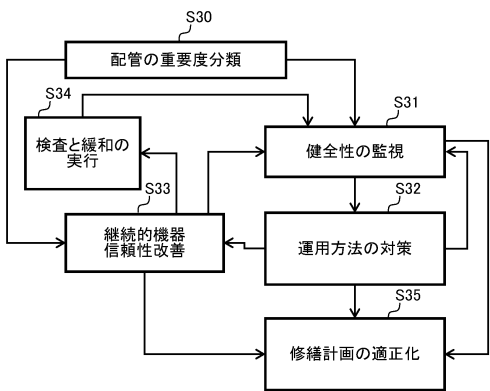 S30
配管の重要度分類
S34
検査と緩和の
実行
S31
健全性の監視
S33
継続的機器
信頼性改善
S32
運用方法の対策
S35
修繕計画の適正化